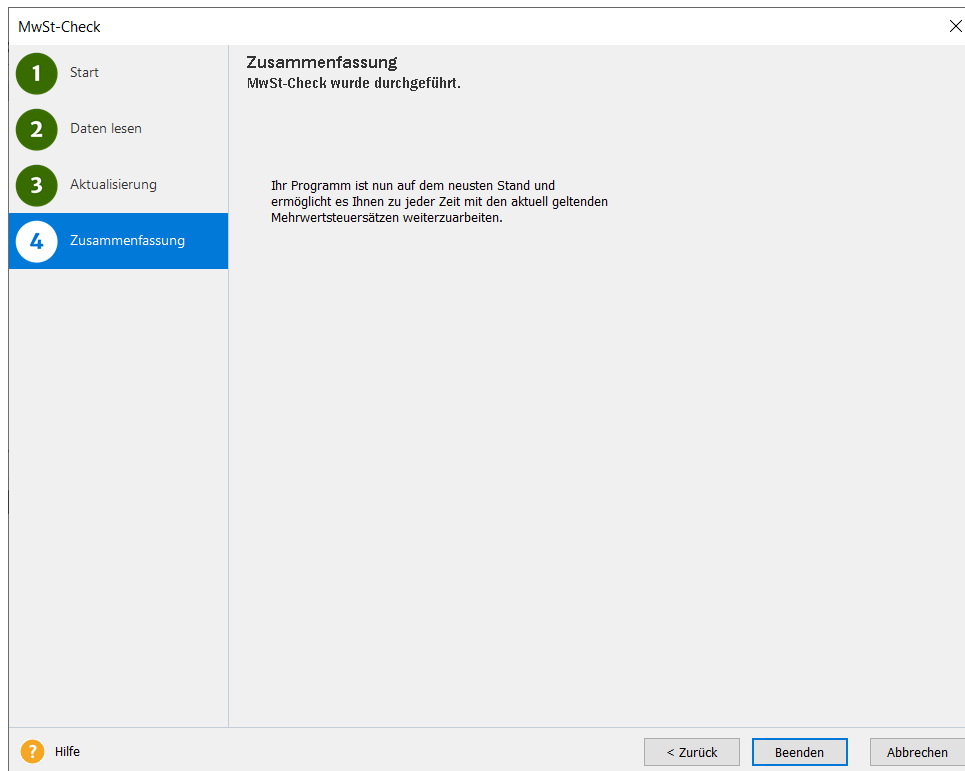 MwSt-Check
1 Start
2 Daten lesen
3 Aktualisierung
4 Zusammenfassung
Zusammenfassung
MwSt-Check wurde durchgeführt.
Ihr Programm ist nun auf dem neusten Stand und
ermöglicht es Ihnen zu jeder Zeit mit den aktuell geltenden
Mehrwertsteuersätzen weiterzuarbeiten.
? Hilfe
< Zurück
Beenden
Abbrechen